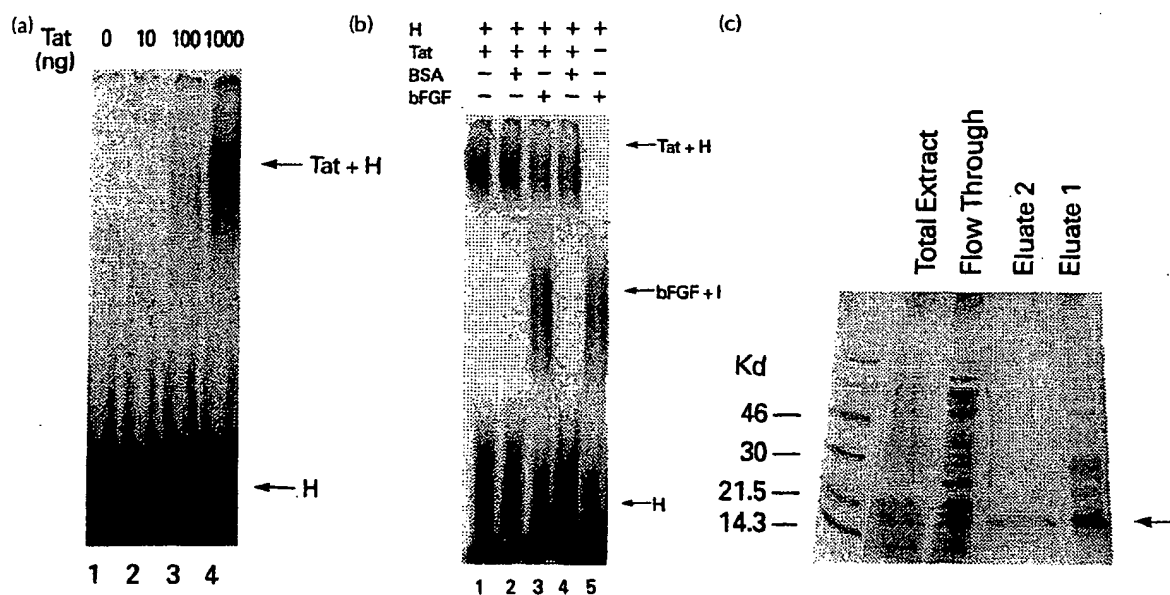 (a)
Tat 0 10 100 1000
(ng)
Tat + H
H
1 2 3 4
(b)
H + + + + +
Tat + + + + −
BSA − + − + −
bFGF − − + − +
Tat + H
bFGF + I
H
1 2 3 4 5
(c)
Total Extract
Flow Through
Eluate 2
Eluate 1
Kd
46 —
30 —
21.5 —
14.3 —